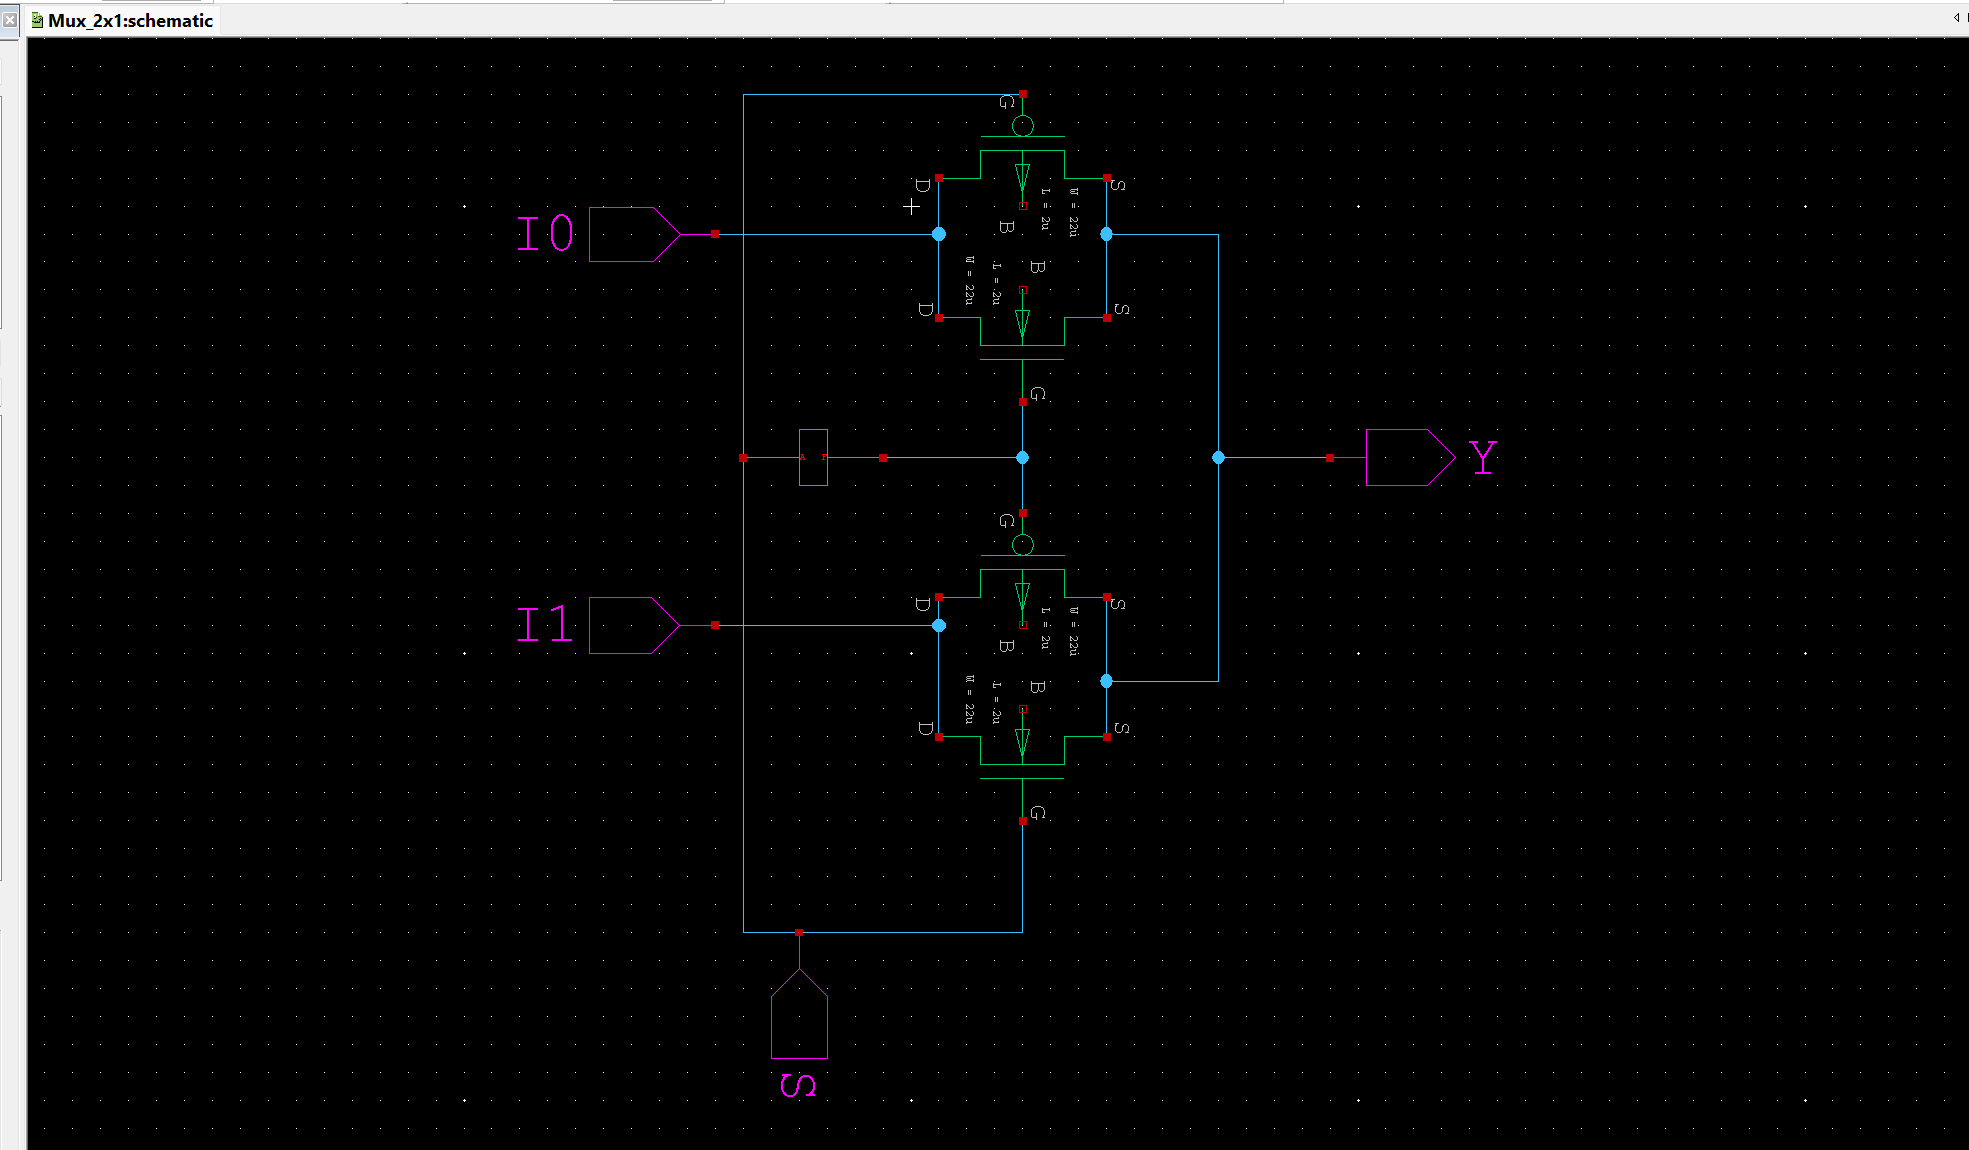 Mux_2x1:schematic
G
D
S
L = .2u
W = 22u
I0
B
B
W = 22u
L = .2u
D
S
G
A
Y
G
D
S
L = .2u
W = 22u
I1
B
B
W = 22u
L = .2u
D
S
G
S